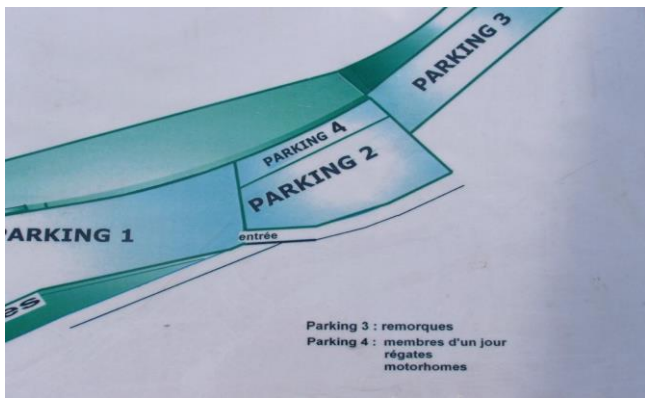 PARKING 3
PARKING 4
PARKING 2
PARKING 1
entrée
es
Parking 3 : remorques
Parking 4 : membres d'un jour
régates
motorhomes